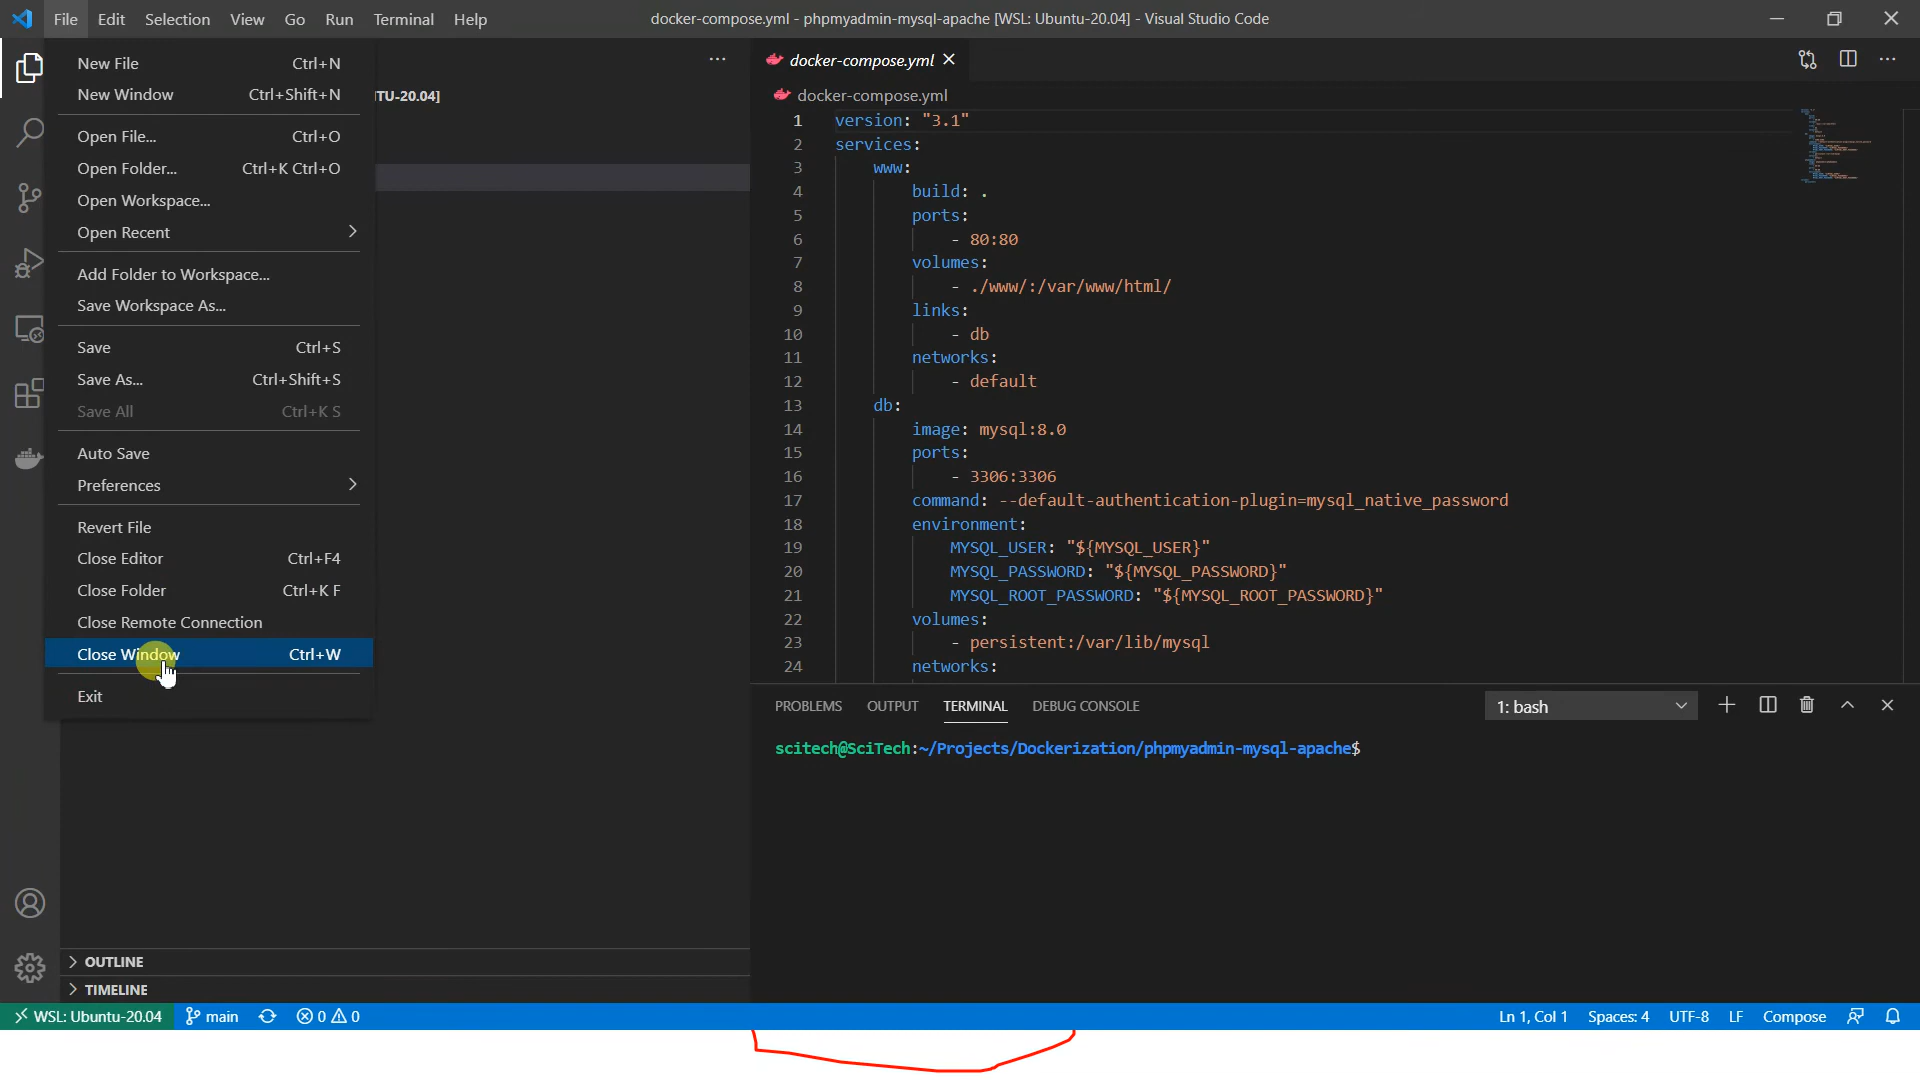 File Edit Selection View Go Run Terminal Help
docker-compose.yml - phpmyadmin-mysql-apache [WSL: Ubuntu-20.04] - Visual Studio Code
New File Ctrl+N
New Window Ctrl+Shift+N
Open File... Ctrl+O
Open Folder... Ctrl+K Ctrl+O
Open Workspace...
Open Recent
Add Folder to Workspace...
Save Workspace As...
Save Ctrl+S
Save As... Ctrl+Shift+S
Save All Ctrl+K S
Auto Save
Preferences
Revert File
Close Editor Ctrl+F4
Close Folder Ctrl+K F
Close Remote Connection
Close Window Ctrl+W
Exit
TU-20.04]
OUTLINE
TIMELINE
docker-compose.yml
docker-compose.yml
1 version: "3.1"
2 services:
3 www:
4 build: .
5 ports:
6 - 80:80
7 volumes:
8 - ./www/:/var/www/html/
9 links:
10 - db
11 networks:
12 - default
13 db:
14 image: mysql:8.0
15 ports:
16 - 3306:3306
17 command: --default-authentication-plugin=mysql_native_password
18 environment:
19 MYSQL_USER: "${MYSQL_USER}"
20 MYSQL_PASSWORD: "${MYSQL_PASSWORD}"
21 MYSQL_ROOT_PASSWORD: "${MYSQL_ROOT_PASSWORD}"
22 volumes:
23 - persistent:/var/lib/mysql
24 networks:
PROBLEMS OUTPUT TERMINAL DEBUG CONSOLE 1: bash
scitech@SciTech:~/Projects/Dockerization/phpmyadmin-mysql-apache$
WSL: Ubuntu-20.04 main 0 0 Ln 1, Col 1 Spaces: 4 UTF-8 LF Compose